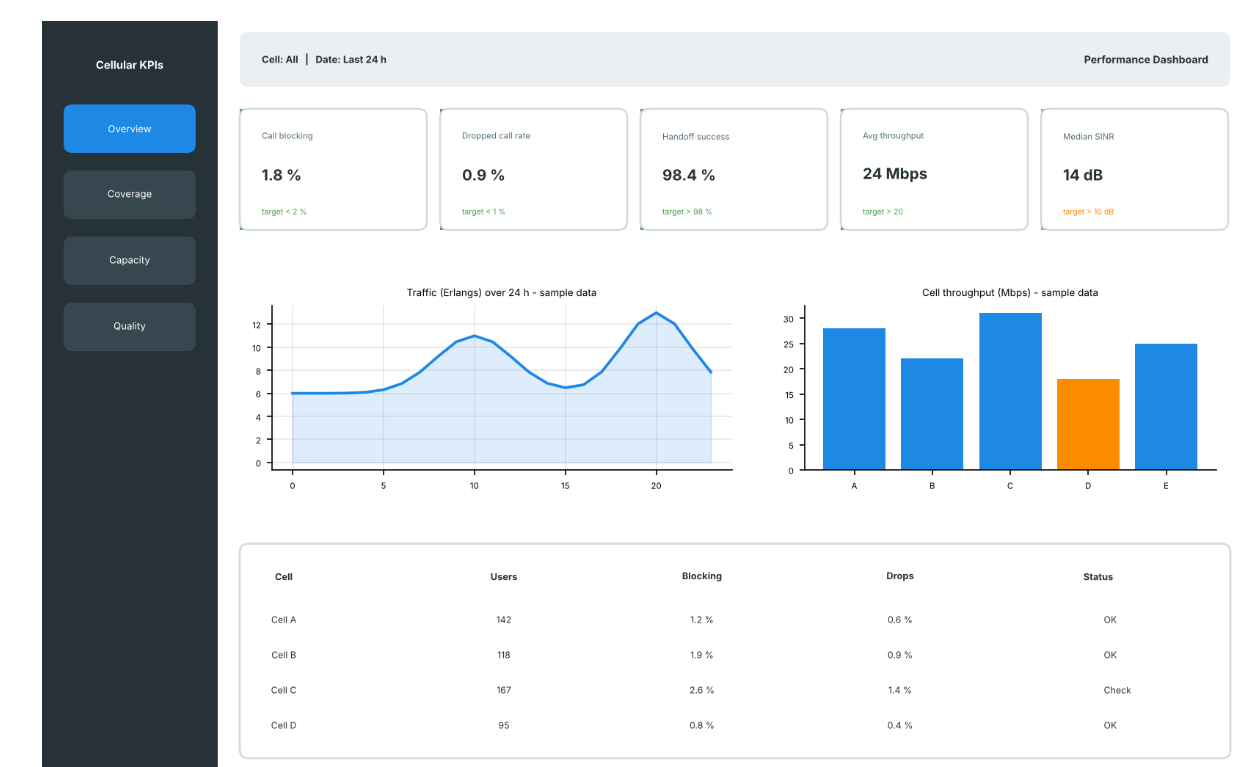 Cellular KPIs
Overview
Coverage
Capacity
Quality
Cell: All | Date: Last 24 h
Performance Dashboard
Call blocking
1.8 %
target < 2 %
Dropped call rate
0.9 %
target < 1 %
Handoff success
98.4 %
target > 98 %
Avg throughput
24 Mbps
target > 20
Median SINR
14 dB
target > 10 dB
Traffic (Erlangs) over 24 h - sample data
12
10
8
6
4
2
0
0 5 10 15 20
Cell throughput (Mbps) - sample data
30
25
20
15
10
5
0
A B C D E
Cell Users Blocking Drops Status
Cell A 142 1.2 % 0.6 % OK
Cell B 118 1.9 % 0.9 % OK
Cell C 167 2.6 % 1.4 % Check
Cell D 95 0.8 % 0.4 % OK